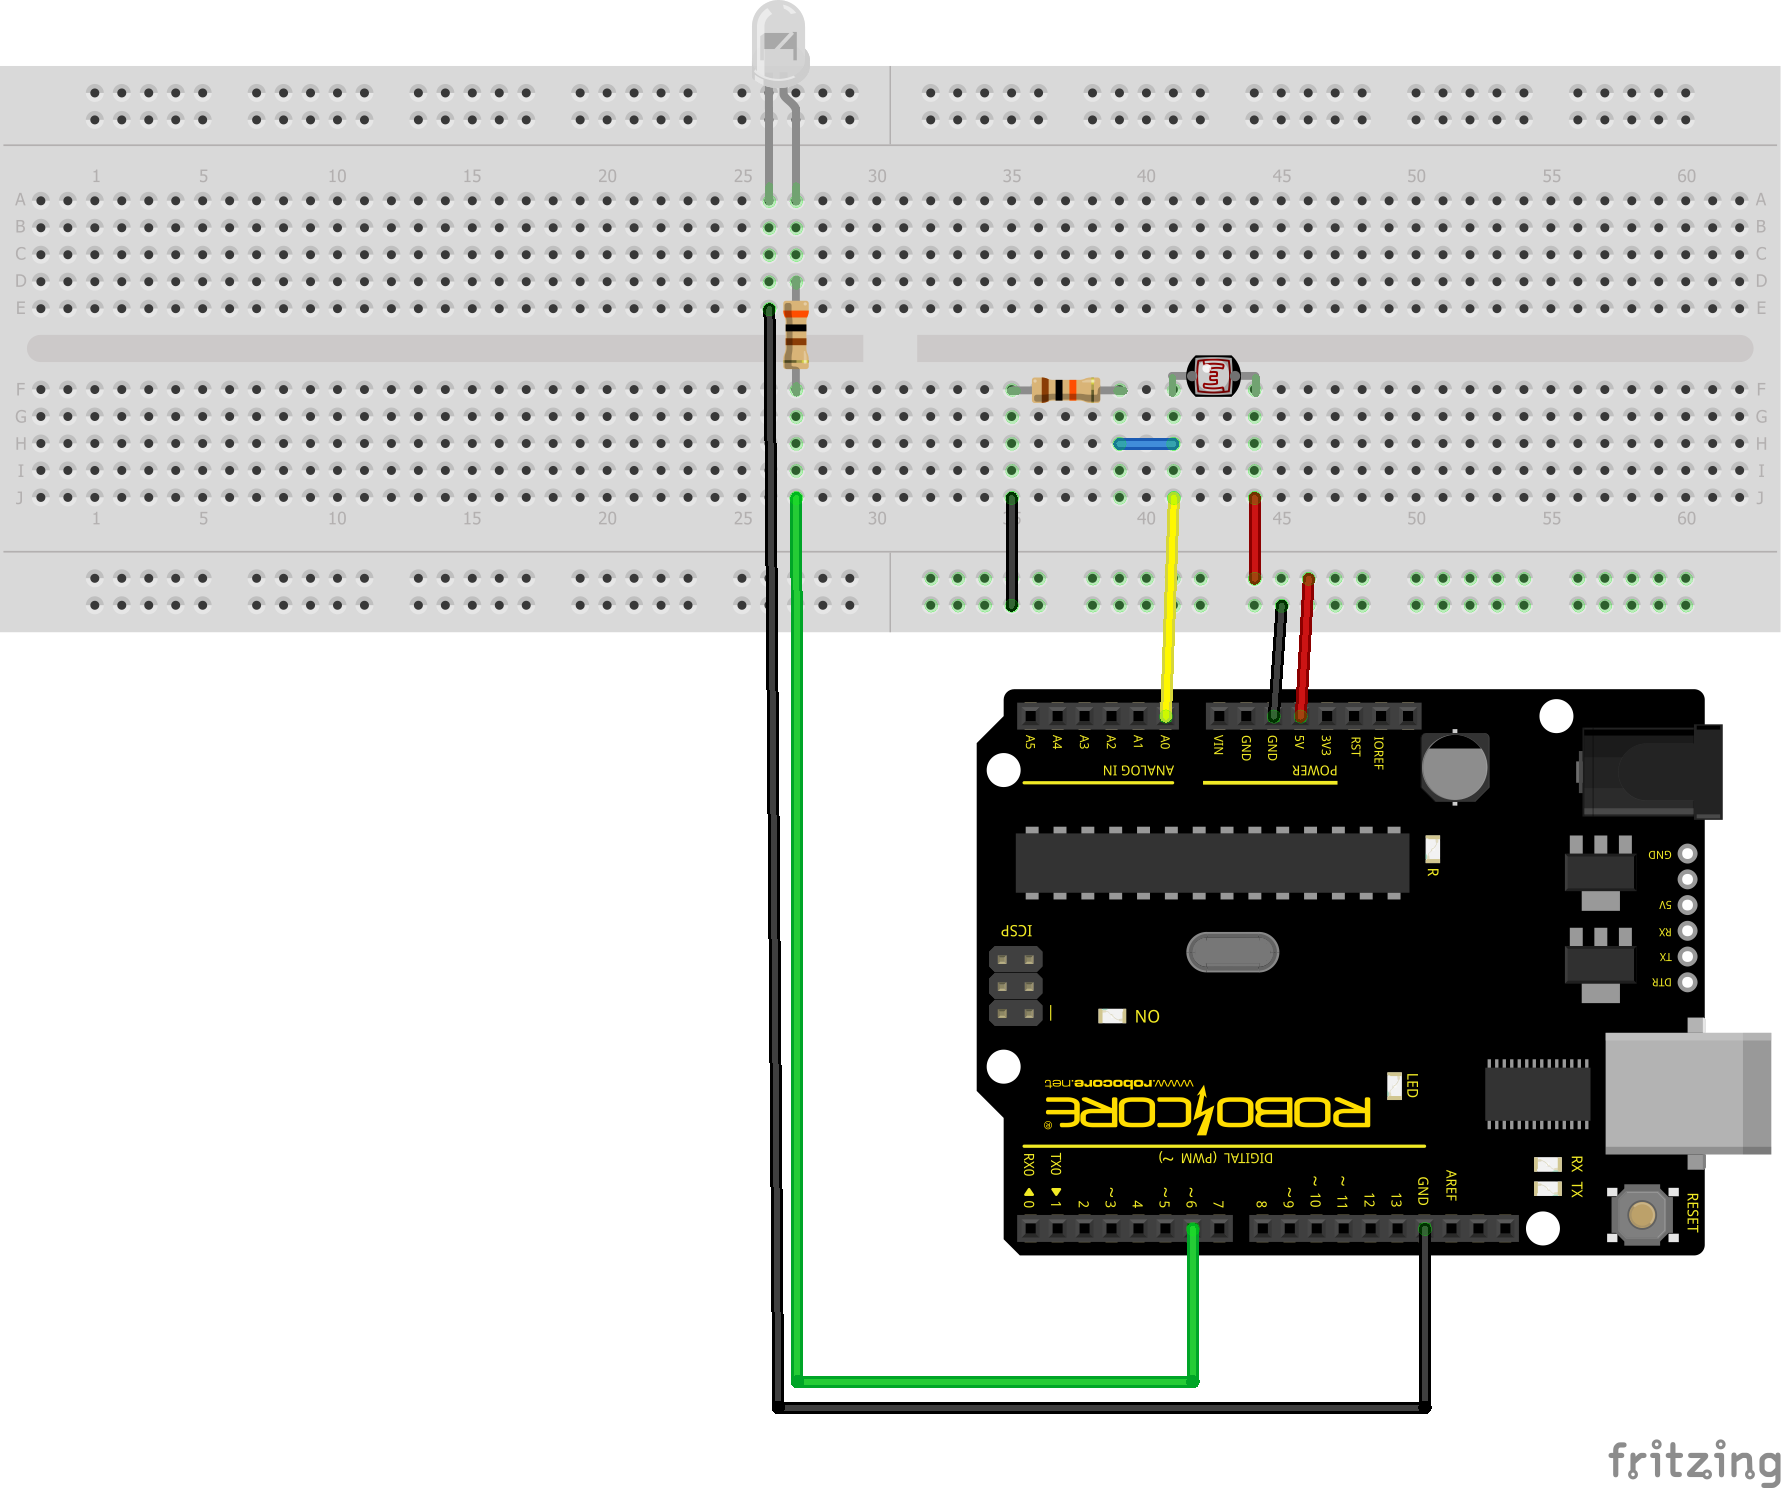 1 5 10 15 20 25 30 35 40 45 50 55 60
A A
B B
C C
D D
E E
F F
G G
H H
I I
J J
1 5 10 15 20 25 30 35 40 45 50 55 60
A5 A4 A3 A2 A1 A0 VIN GND GND 5V 3V3 RST IOREF
ANALOG IN POWER
R
GND
5V
RX
TX
DTR
ICSP
ON
LED
www.robocore.net
ROBOCORE®
DIGITAL (PWM ~)
RX0 TX0
0 1 2 ~3 4 ~5 ~6 7 8 ~9 ~10 ~11 12 13 GND AREF
RX
TX
RESET
fritzing